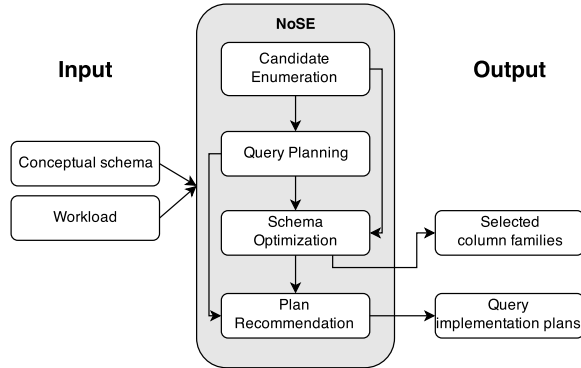 NoSE
Input
Output
Candidate
Enumeration
Conceptual schema
Workload
Query Planning
Schema
Optimization
Selected
column families
Plan
Recommendation
Query
implementation plans